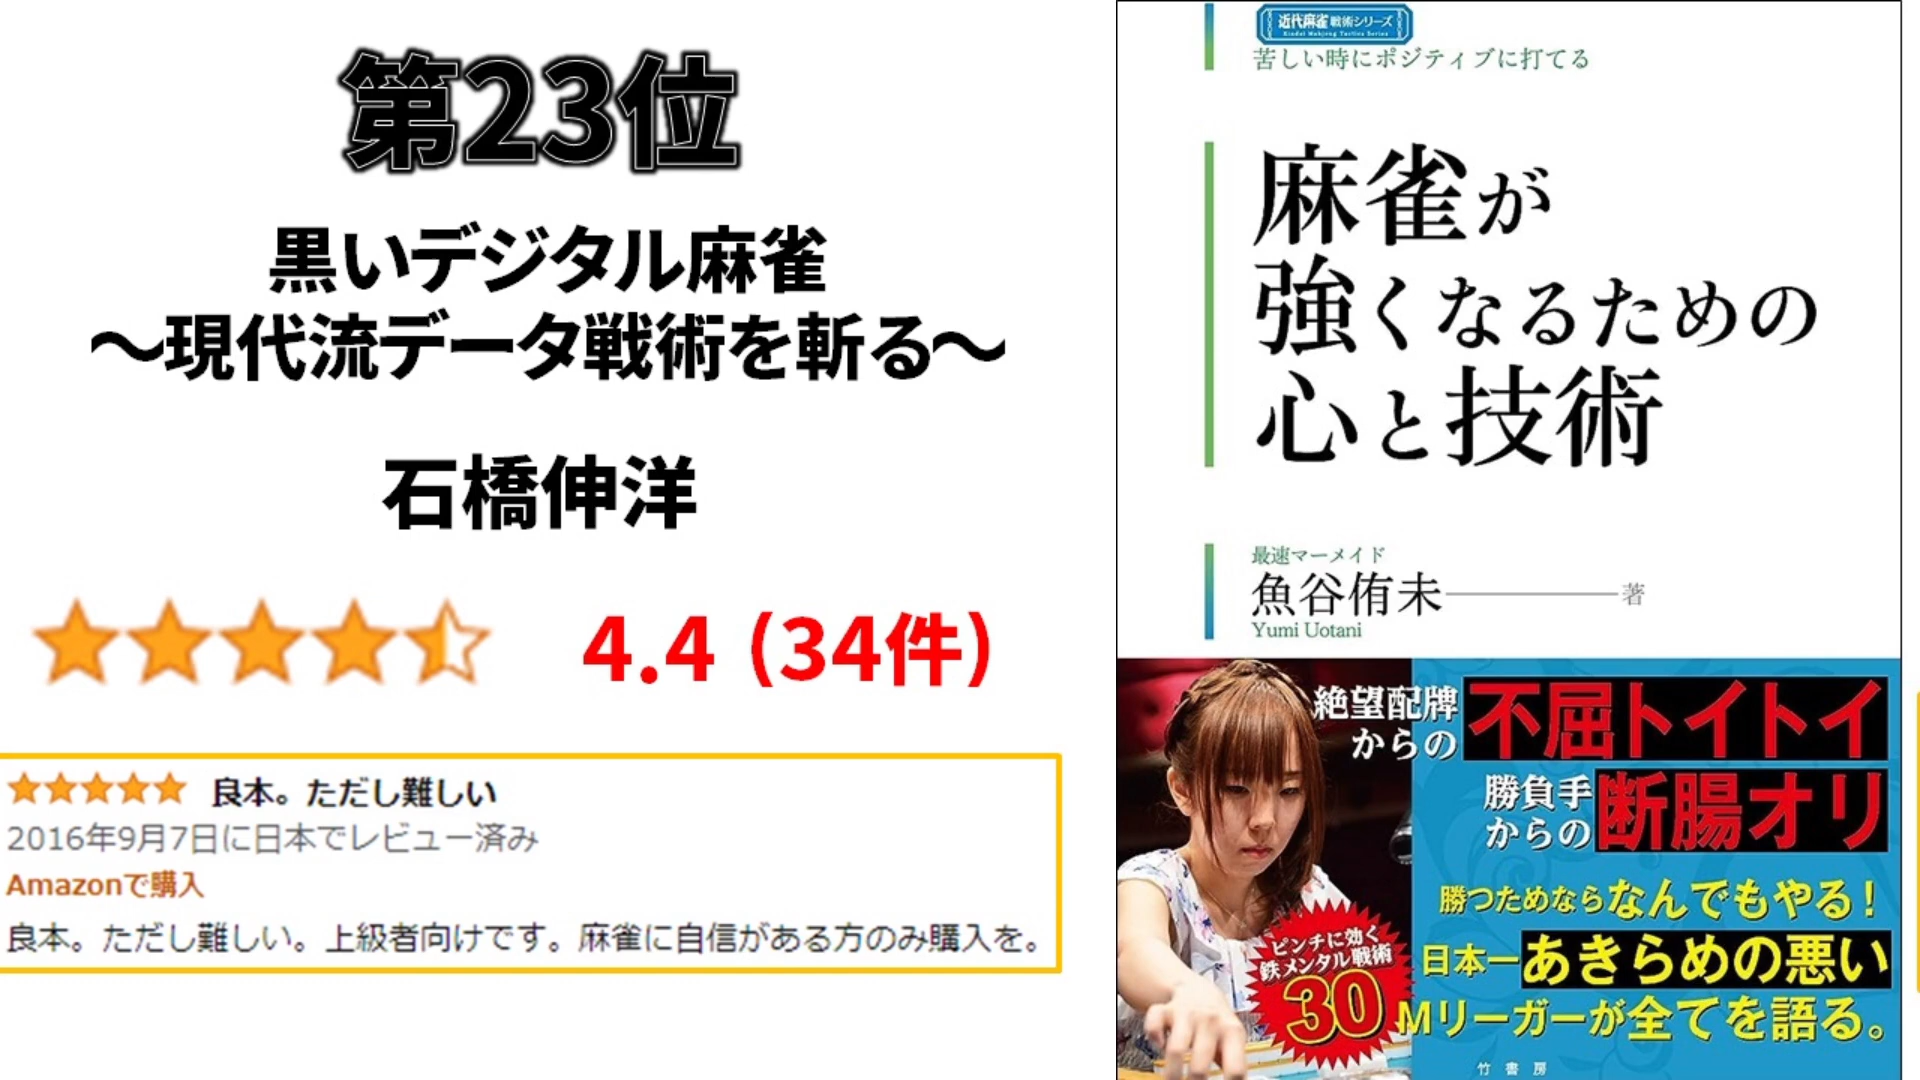 第23位
黒いデジタル麻雀
～現代流データ戦術を斬る～
石橋伸洋
4.4 (34件)
良本。ただし難しい
2016年9月7日に日本でレビュー済み
Amazonで購入
良本。ただし難しい。上級者向けです。麻雀に自信がある方のみ購入を。
近代麻雀戦術シリーズ
Kindai Mahjong Tactics Series
苦しい時にポジティブに打てる
麻雀が
強くなるための
心と技術
最速マーメイド
魚谷侑未 著
Yumi Uotani
絶望配牌
からの
不屈トイトイ
勝負手
からの
断腸オリ
勝つためならなんでもやる！
日本一あきらめの悪い
Mリーガーが全てを語る。
ピンチに効く
鉄メンタル戦術
30
竹書房